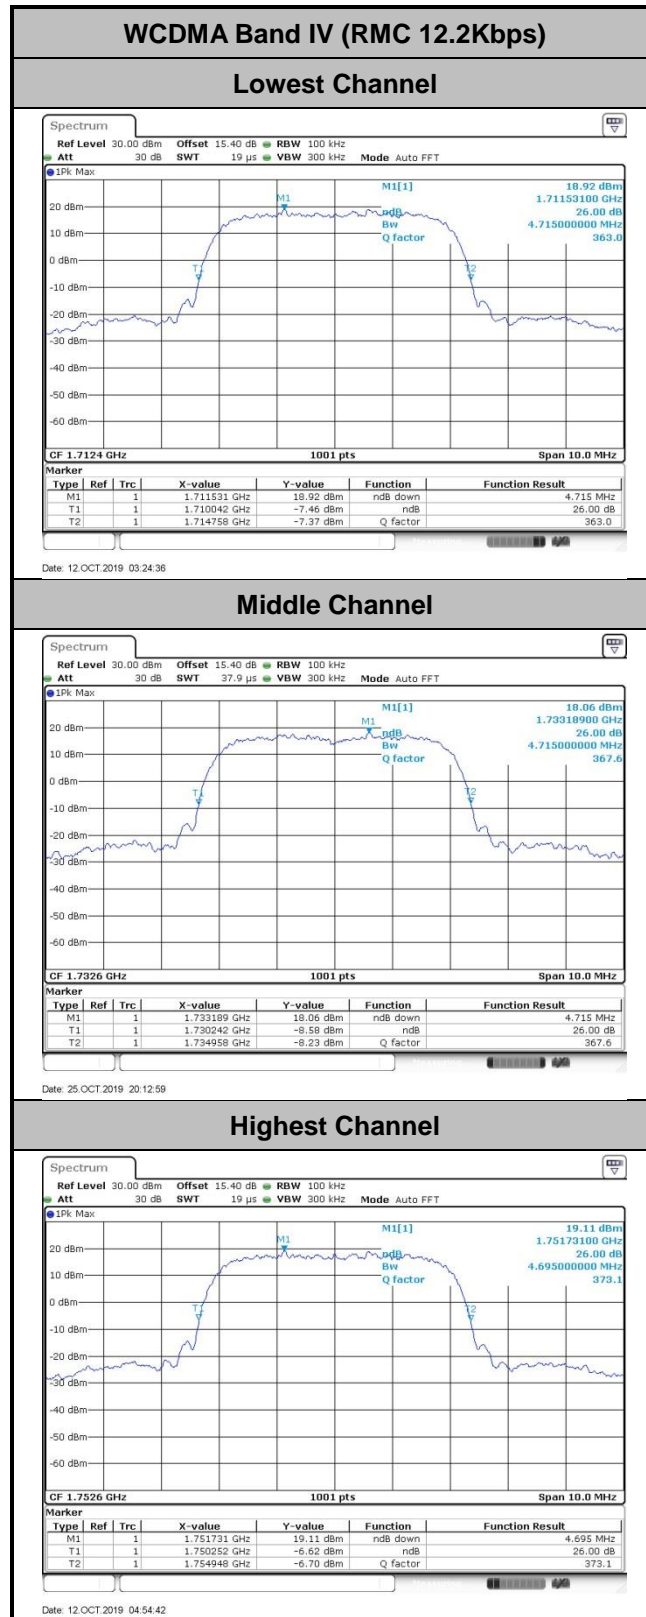 WCDMA Band IV (RMC 12.2Kbps)
Lowest Channel
Spectrum
Ref Level 30.00 dBm Offset 15.40 dB RBW 100 kHz
Att 30 dB SWT 19 µs VBW 300 kHz Mode Auto FFT
1Pk Max
M1[1] 18.92 dBm
1.71153100 GHz
ndB 26.00 dB
Bw 4.715000000 MHz
Q factor 363.0
M1
T1
T2
20 dBm
10 dBm
0 dBm
-10 dBm
-20 dBm
-30 dBm
-40 dBm
-50 dBm
-60 dBm
CF 1.7124 GHz 1001 pts Span 10.0 MHz
Marker
Type Ref Trc X-value Y-value Function Function Result
M1 1 1.711531 GHz 18.92 dBm ndB down 4.715 MHz
T1 1 1.710042 GHz -7.46 dBm ndB 26.00 dB
T2 1 1.714758 GHz -7.37 dBm Q factor 363.0
Date: 12.OCT.2019 03:24:36
Middle Channel
Spectrum
Ref Level 30.00 dBm Offset 15.40 dB RBW 100 kHz
Att 30 dB SWT 37.9 µs VBW 300 kHz Mode Auto FFT
1Pk Max
M1[1] 18.06 dBm
1.73318900 GHz
ndB 26.00 dB
Bw 4.715000000 MHz
Q factor 367.6
M1
T1
T2
20 dBm
10 dBm
0 dBm
-10 dBm
-20 dBm
-30 dBm
-40 dBm
-50 dBm
-60 dBm
CF 1.7326 GHz 1001 pts Span 10.0 MHz
Marker
Type Ref Trc X-value Y-value Function Function Result
M1 1 1.733189 GHz 18.06 dBm ndB down 4.715 MHz
T1 1 1.730242 GHz -8.58 dBm ndB 26.00 dB
T2 1 1.734958 GHz -8.23 dBm Q factor 367.6
Date: 25.OCT.2019 20:12:59
Highest Channel
Spectrum
Ref Level 30.00 dBm Offset 15.40 dB RBW 100 kHz
Att 30 dB SWT 19 µs VBW 300 kHz Mode Auto FFT
1Pk Max
M1[1] 19.11 dBm
1.75173100 GHz
ndB 26.00 dB
Bw 4.695000000 MHz
Q factor 373.1
M1
T1
T2
20 dBm
10 dBm
0 dBm
-10 dBm
-20 dBm
-30 dBm
-40 dBm
-50 dBm
-60 dBm
CF 1.7526 GHz 1001 pts Span 10.0 MHz
Marker
Type Ref Trc X-value Y-value Function Function Result
M1 1 1.751731 GHz 19.11 dBm ndB down 4.695 MHz
T1 1 1.750252 GHz -6.62 dBm ndB 26.00 dB
T2 1 1.754948 GHz -6.70 dBm Q factor 373.1
Date: 12.OCT.2019 04:54:42